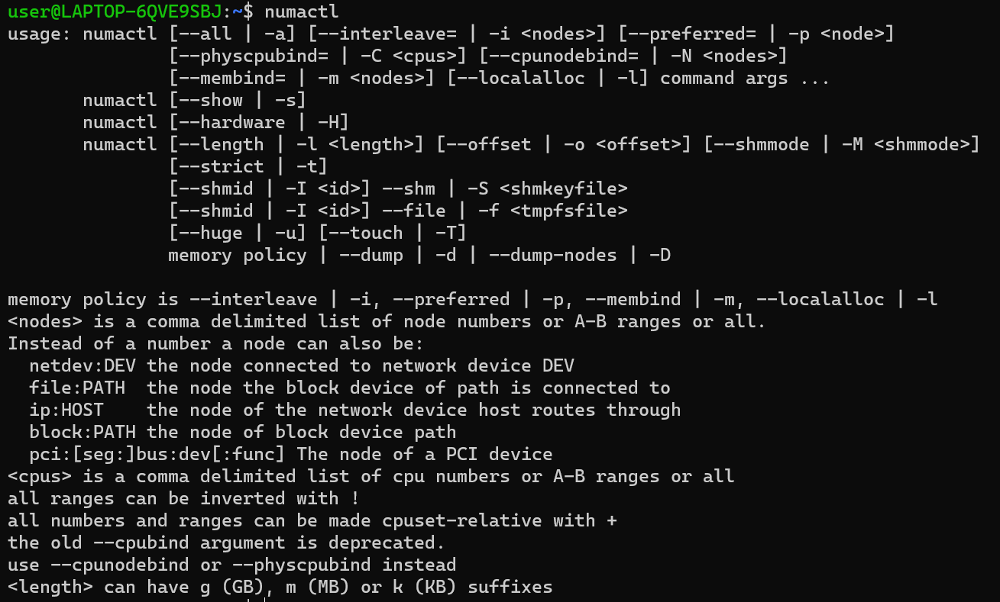 user@LAPTOP-6QVE9SBJ:~$ numactl
usage: numactl [--all | -a] [--interleave= | -i <nodes>] [--preferred= | -p <node>]
               [--physcpubind= | -C <cpus>] [--cpunodebind= | -N <nodes>]
               [--membind= | -m <nodes>] [--localalloc | -l] command args ...
       numactl [--show | -s]
       numactl [--hardware | -H]
       numactl [--length | -l <length>] [--offset | -o <offset>] [--shmmode | -M <shmmode>]
               [--strict | -t]
               [--shmid | -I <id>] --shm | -S <shmkeyfile>
               [--shmid | -I <id>] --file | -f <tmpfsfile>
               [--huge | -u] [--touch | -T]
               memory policy | --dump | -d | --dump-nodes | -D

memory policy is --interleave | -i, --preferred | -p, --membind | -m, --localalloc | -l
<nodes> is a comma delimited list of node numbers or A-B ranges or all.
Instead of a number a node can also be:
  netdev:DEV the node connected to network device DEV
  file:PATH  the node the block device of path is connected to
  ip:HOST    the node of the network device host routes through
  block:PATH the node of block device path
  pci:[seg:]bus:dev[:func] The node of a PCI device
<cpus> is a comma delimited list of cpu numbers or A-B ranges or all
all ranges can be inverted with !
all numbers and ranges can be made cpuset-relative with +
the old --cpubind argument is deprecated.
use --cpunodebind or --physcpubind instead
<length> can have g (GB), m (MB) or k (KB) suffixes